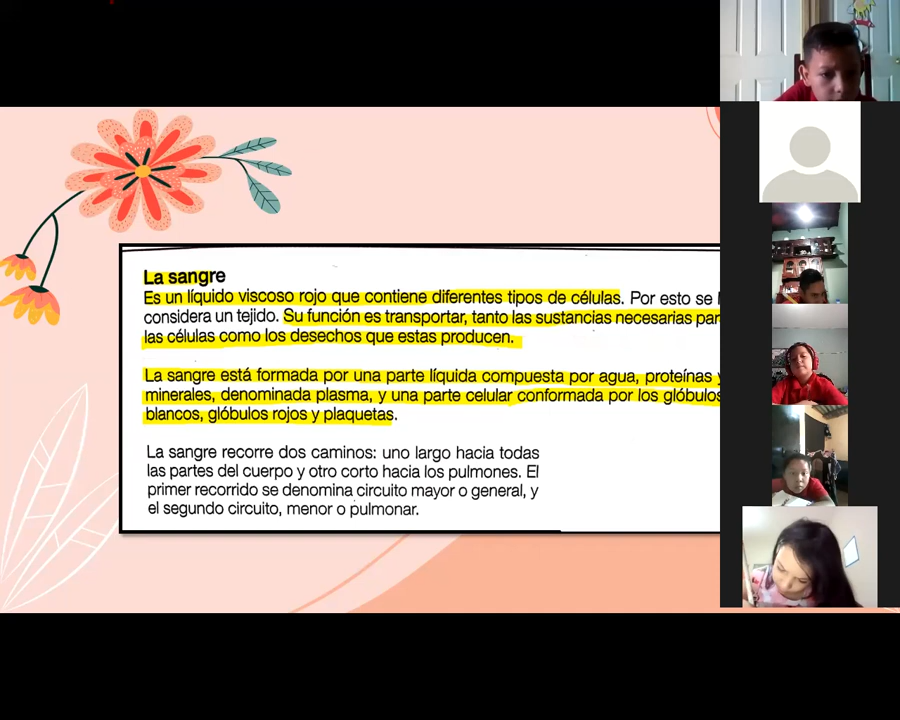 La sangre
Es un líquido viscoso rojo que contiene diferentes tipos de células. Por esto se
considera un tejido. Su función es transportar, tanto las sustancias necesarias
las células como los desechos que estas producen.
La sangre está formada por una parte líquida compuesta por agua, proteínas y
minerales, denominada plasma, y una parte celular conformada por los glóbulos
blancos, glóbulos rojos y plaquetas.
La sangre recorre dos caminos: uno largo hacia todas
las partes del cuerpo y otro corto hacia los pulmones. El
primer recorrido se denomina circuito mayor o general, y
el segundo circuito, menor o pulmonar.